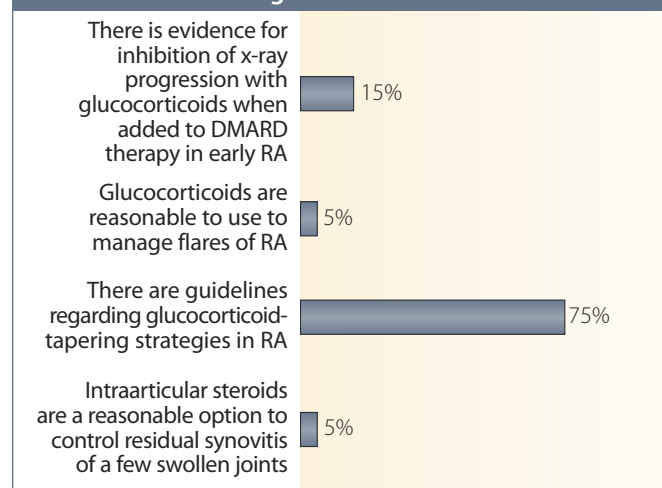 There is evidence for
inhibition of x-ray
progression with
glucocorticoids when
added to DMARD
therapy in early RA
15%
Glucocorticoids are
reasonable to use to
manage flares of RA
5%
There are guidelines
regarding glucocorticoid-
tapering strategies in RA
75%
Intraarticular steroids
are a reasonable option to
control residual synovitis
of a few swollen joints
5%